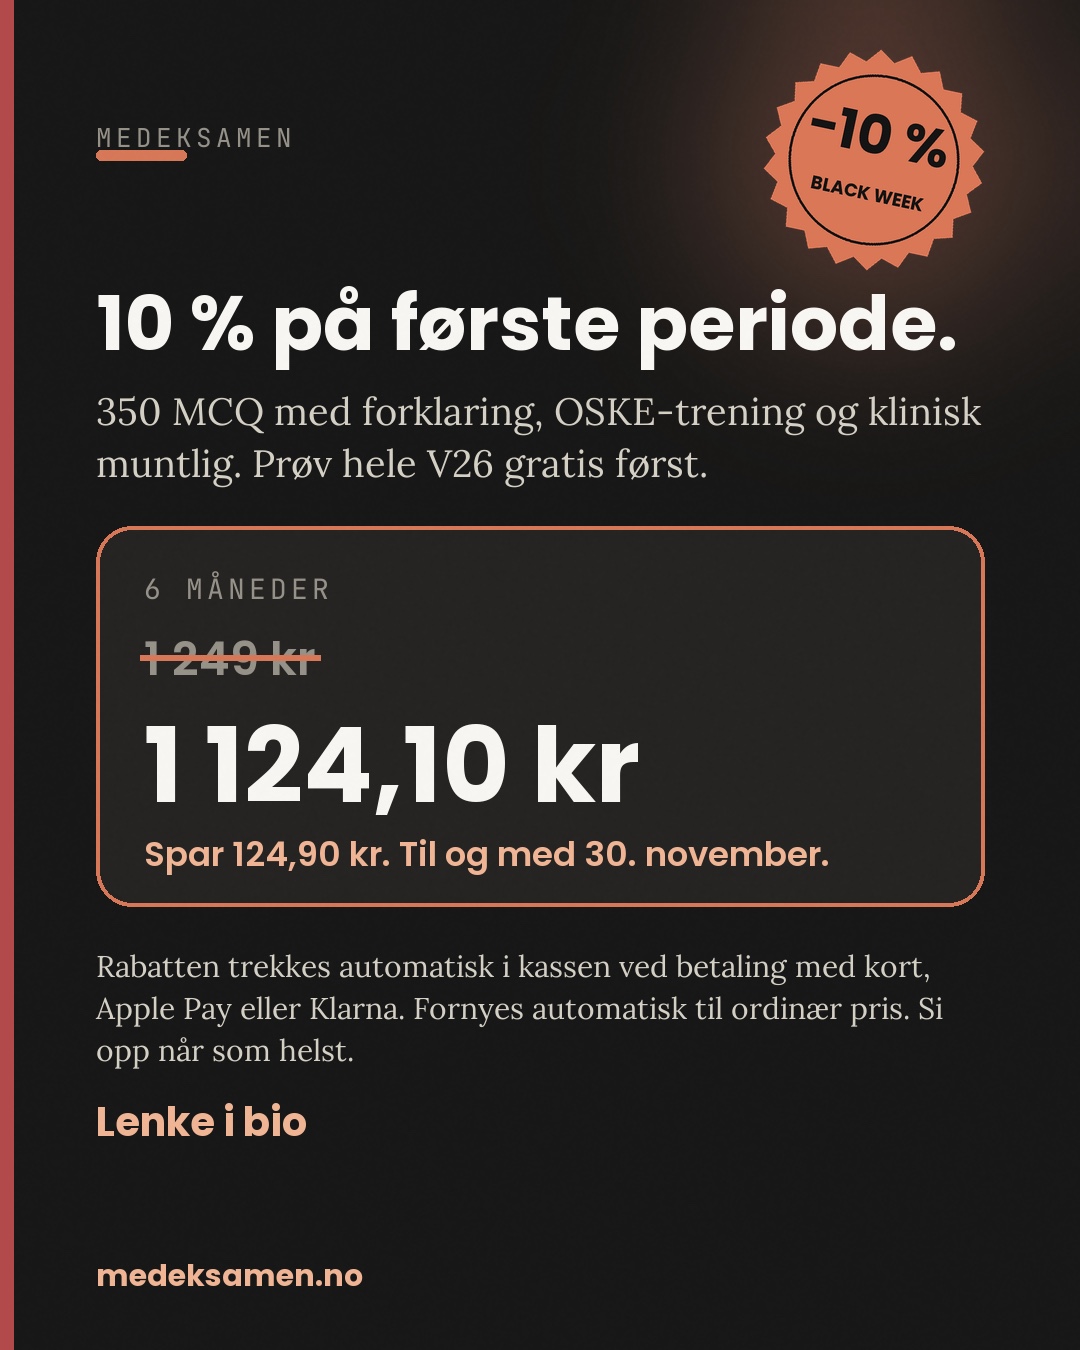 MEDEKSAMEN
−10 %
BLACK WEEK
10 % på første periode.
350 MCQ med forklaring, OSKE-trening og klinisk
muntlig. Prøv hele V26 gratis først.
6 MÅNEDER
1 249 kr
1 124,10 kr
Spar 124,90 kr. Til og med 30. november.
Rabatten trekkes automatisk i kassen ved betaling med kort,
Apple Pay eller Klarna. Fornyes automatisk til ordinær pris. Si
opp når som helst.
Lenke i bio
medeksamen.no